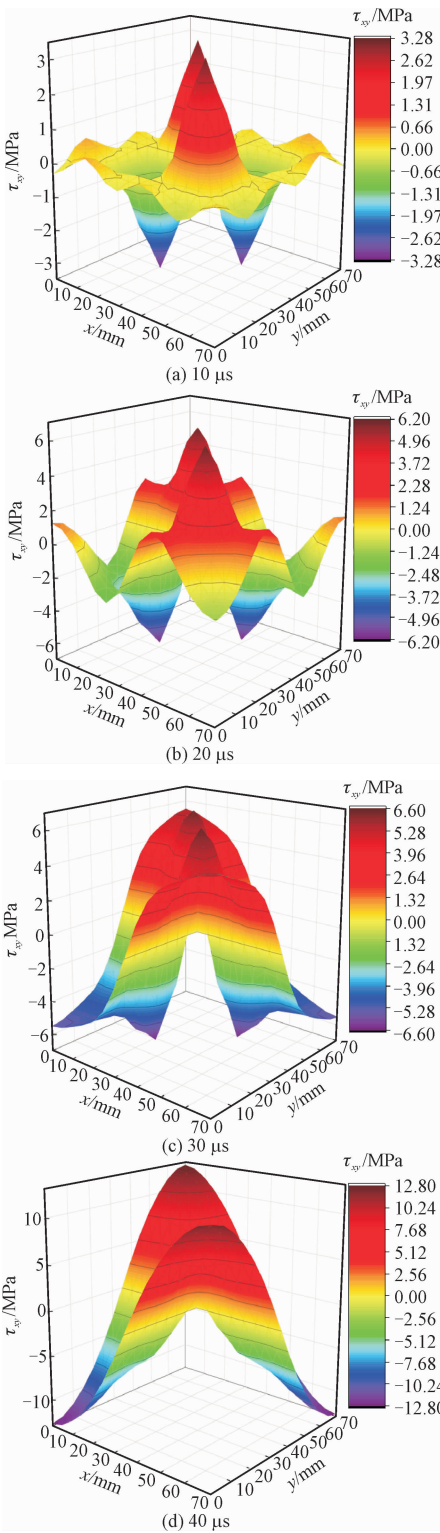 τxy/MPa
3.28
2.62
1.97
1.31
0.66
0.00
−0.66
−1.31
−1.97
−2.62
−3.28
τxy/MPa
3
2
1
0
−1
−2
−3
0 10 20 30 40 50 60 70
x/mm
0 10 20 30 40 50 60 70
y/mm
(a) 10 μs
τxy/MPa
6.20
4.96
3.72
2.28
1.24
0.00
−1.24
−2.48
−3.72
−4.96
−6.20
τxy/MPa
6
4
2
0
−2
−4
−6
0 10 20 30 40 50 60 70
x/mm
0 10 20 30 40 50 60 70
y/mm
(b) 20 μs
τxy/MPa
6.60
5.28
3.96
2.64
1.32
0.00
1.32
−2.64
−3.96
−5.28
−6.60
τxy MPa
6
4
2
0
−2
−4
−6
0 10 20 30 40 50 60 70
x/mm
0 10 20 30 40 50 60 70
y/mm
(c) 30 μs
τxy/MPa
12.80
10.24
7.68
5.12
2.56
0.00
−2.56
−5.12
−7.68
−10.24
−12.80
τxy/MPa
10
5
0
−5
−10
0 10 20 30 40 50 60 70
x/mm
0 10 20 30 40 50 60 70
y/mm
(d) 40 μs